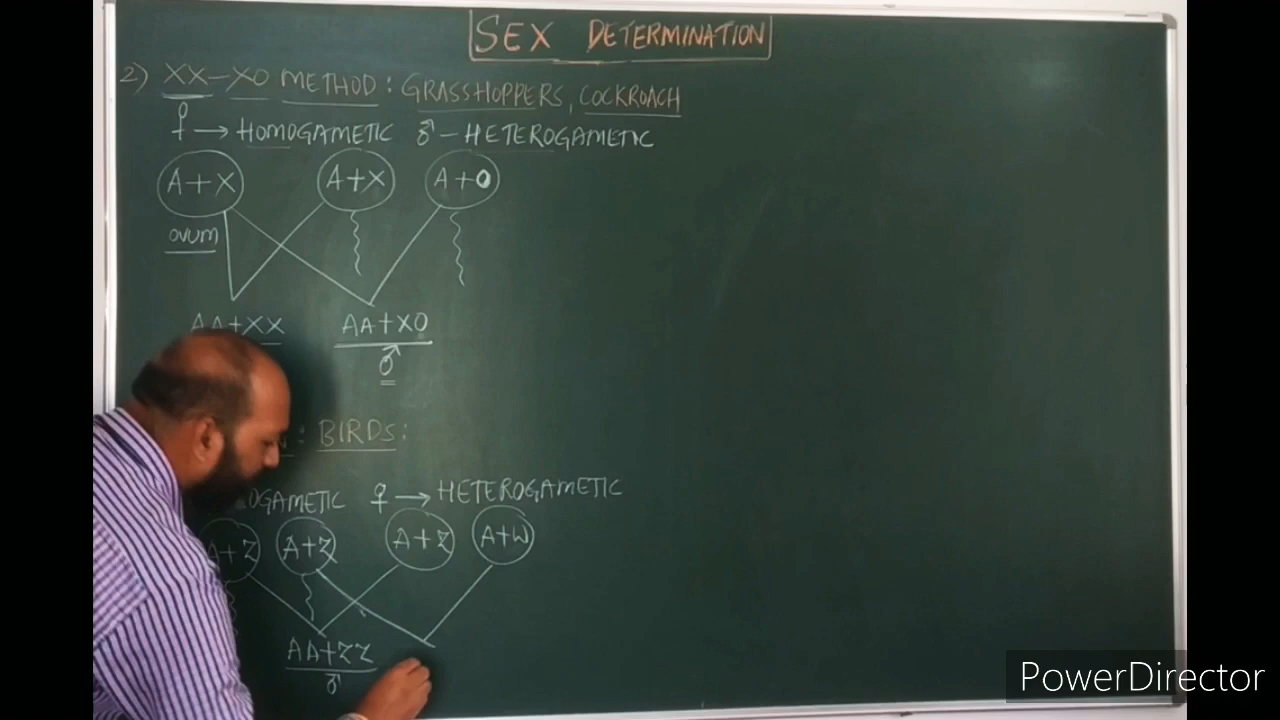 SEX DETERMINATION
2) XX-XO METHOD: GRASSHOPPERS, COCKROACH
♀ → HOMOGAMETIC ♂ - HETEROGAMETIC
A+X A+X A+O
OVUM
AA+XX AA+XO
♂
: BIRDS:
OGAMETIC ♀ → HETEROGAMETIC
A+Z A+Z A+Z A+W
AA+ZZ
♂
PowerDirector